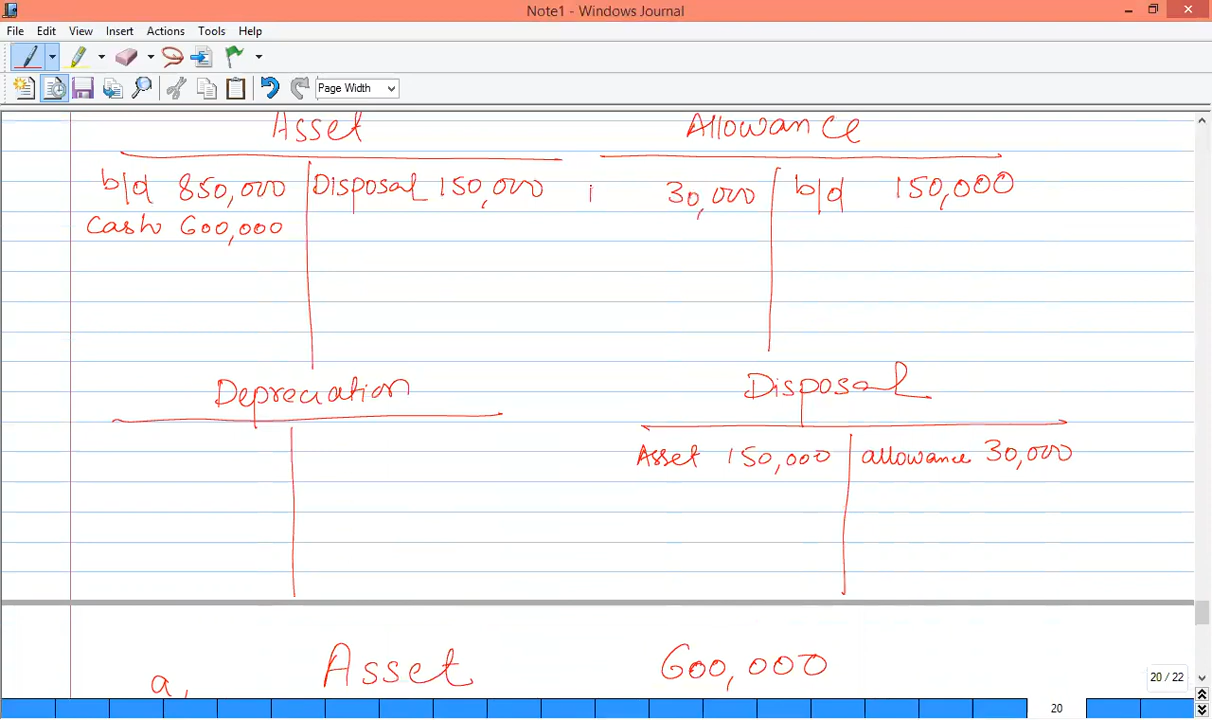 Note1 - Windows Journal
File Edit View Insert Actions Tools Help
Page Width
Asset Allowance
b/d 850,000 Disposal 150,000 30,000 b/d 150,000
Cash 600,000
Depreciation Disposal
Asset 150,000 allowance 30,000
a, Asset 600,000
20 / 22
20